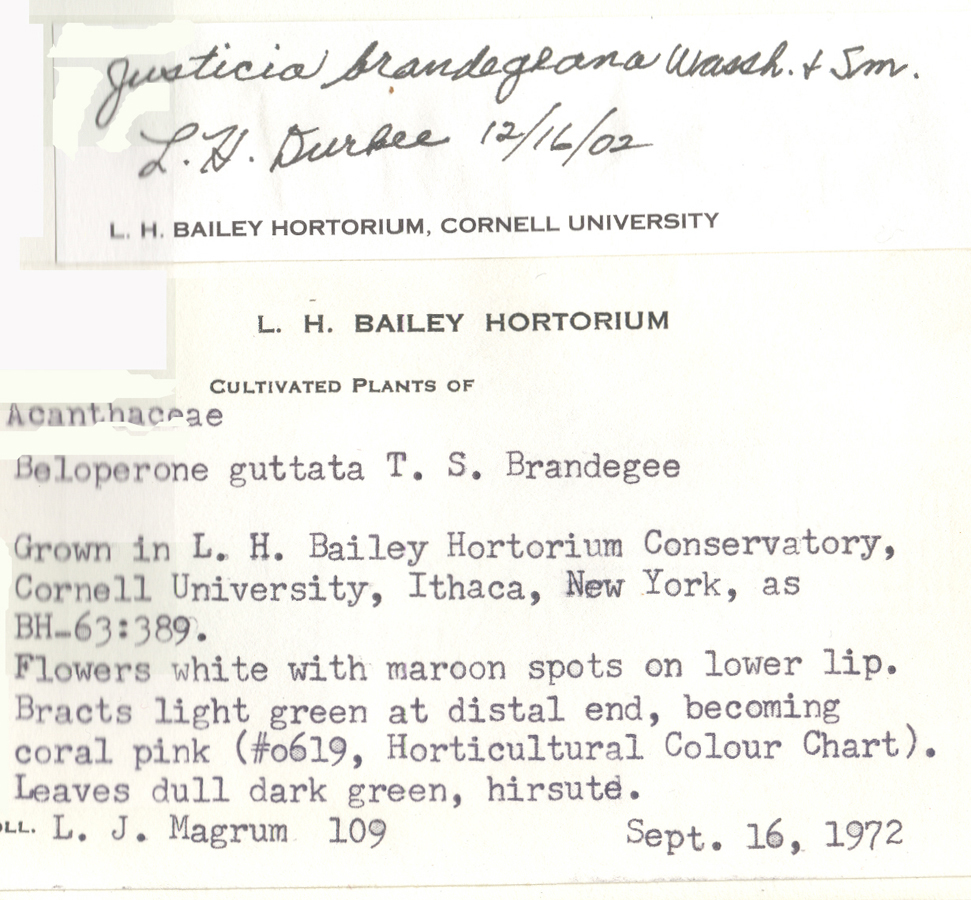 Justicia brandegeana Wassh. & Sm.
L. H. Durkee 12/16/02
L. H. BAILEY HORTORIUM, CORNELL UNIVERSITY
L. H. BAILEY HORTORIUM
CULTIVATED PLANTS OF
Acanthaceae
Beloperone guttata T. S. Brandegee
Grown in L. H. Bailey Hortorium Conservatory,
Cornell University, Ithaca, New York, as
BH-63:389.
Flowers white with maroon spots on lower lip.
Bracts light green at distal end, becoming
coral pink (#o619, Horticultural Colour Chart).
Leaves dull dark green, hirsute.
OLL. L. J. Magrum 109 Sept. 16, 1972